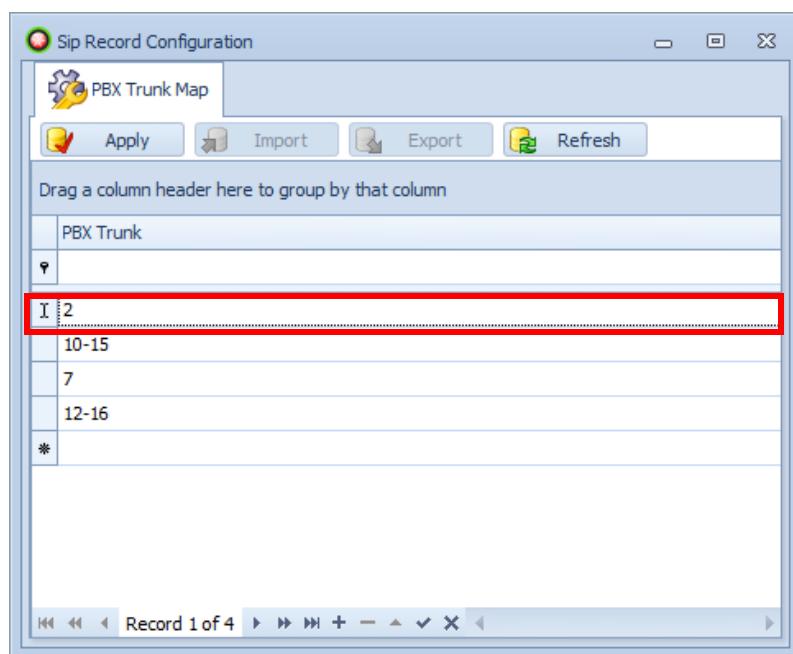 Sip Record Configuration
PBX Trunk Map
Apply Import Export Refresh
Drag a column header here to group by that column
PBX Trunk
2
10-15
7
12-16
Record 1 of 4